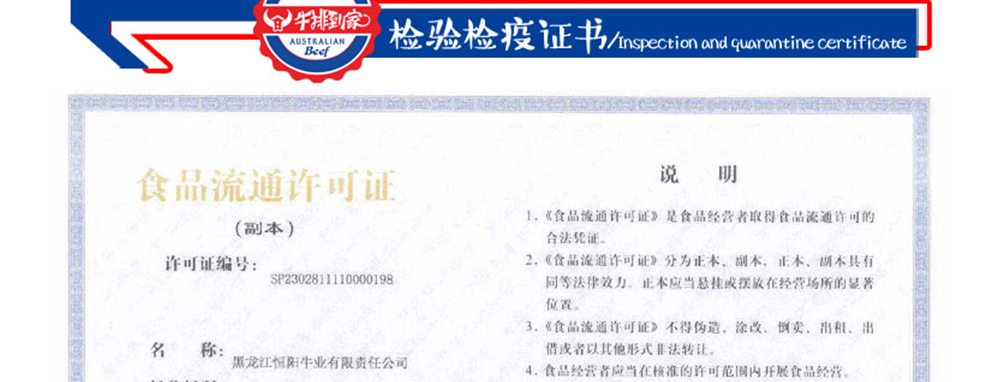 牛排到家
AUSTRALIAN
Beef
检验检疫证书/Inspection and quarantine certificate
食品流通许可证
(副本)
许可证编号:
SP2302811110000198
名 称:
黑龙江恒阳牛业有限责任公司
说 明
1.《食品流通许可证》是食品经营者取得食品流通许可的
合法凭证。
2.《食品流通许可证》分为正本、副本、正本、副本具有
同等法律效力。正本应当悬挂或摆放在经营场所的显著
位置。
3.《食品流通许可证》不得伪造、涂改、倒卖、出租、出
借或者以其他形式非法转让。
4.食品经营者应当在核准的许可范围内开展食品经营。